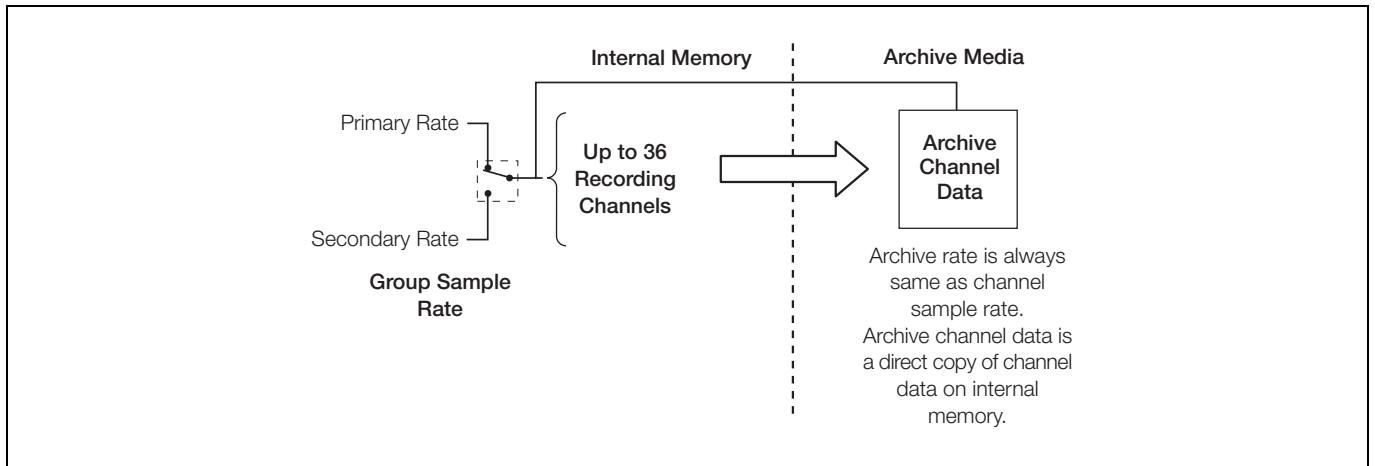 Internal Memory
Archive Media
Primary Rate
Secondary Rate
Group Sample
Rate
Up to 36
Recording
Channels
Archive
Channel
Data
Archive rate is always
same as channel
sample rate.
Archive channel data is
a direct copy of channel
data on internal
memory.